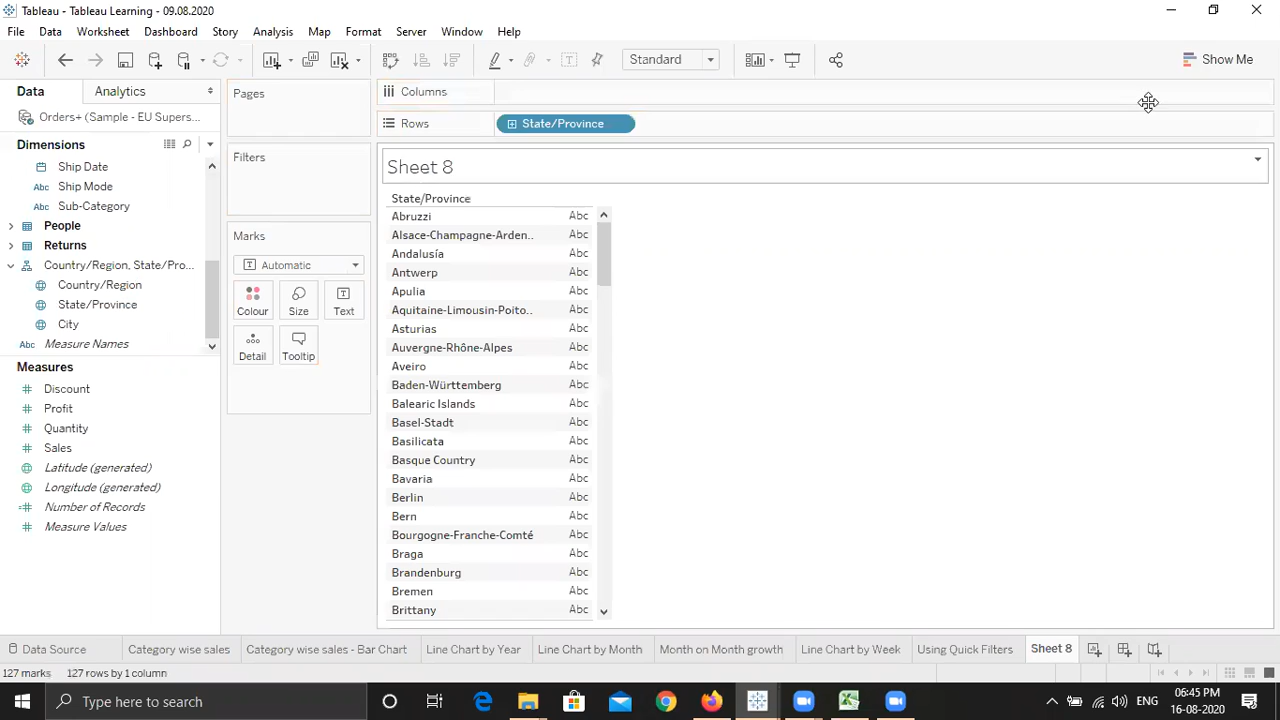 Tableau - Tableau Learning - 09.08.2020
File Data Worksheet Dashboard Story Analysis Map Format Server Window Help
Standard
Show Me
Data Analytics
Orders+ (Sample - EU Supers...
Dimensions
Ship Date
Abc Ship Mode
Abc Sub-Category
People
Returns
Country/Region, State/Pro...
Country/Region
State/Province
City
Abc Measure Names
Measures
Discount
Profit
Quantity
Sales
Latitude (generated)
Longitude (generated)
Number of Records
Measure Values
Pages
Filters
Marks
Automatic
Colour Size Text
Detail Tooltip
Columns
Rows State/Province
Sheet 8
State/Province
Abruzzi Abc
Alsace-Champagne-Arden.. Abc
Andalusía Abc
Antwerp Abc
Apulia Abc
Aquitaine-Limousin-Poito.. Abc
Asturias Abc
Auvergne-Rhône-Alpes Abc
Aveiro Abc
Baden-Württemberg Abc
Balearic Islands Abc
Basel-Stadt Abc
Basilicata Abc
Basque Country Abc
Bavaria Abc
Berlin Abc
Bern Abc
Bourgogne-Franche-Comté Abc
Braga Abc
Brandenburg Abc
Bremen Abc
Brittany Abc
Data Source Category wise sales Category wise sales - Bar Chart Line Chart by Year Line Chart by Month Month on Month growth Line Chart by Week Using Quick Filters Sheet 8
127 marks 127 rows by 1 column
Type here to search
ENG
06:45 PM
16-08-2020